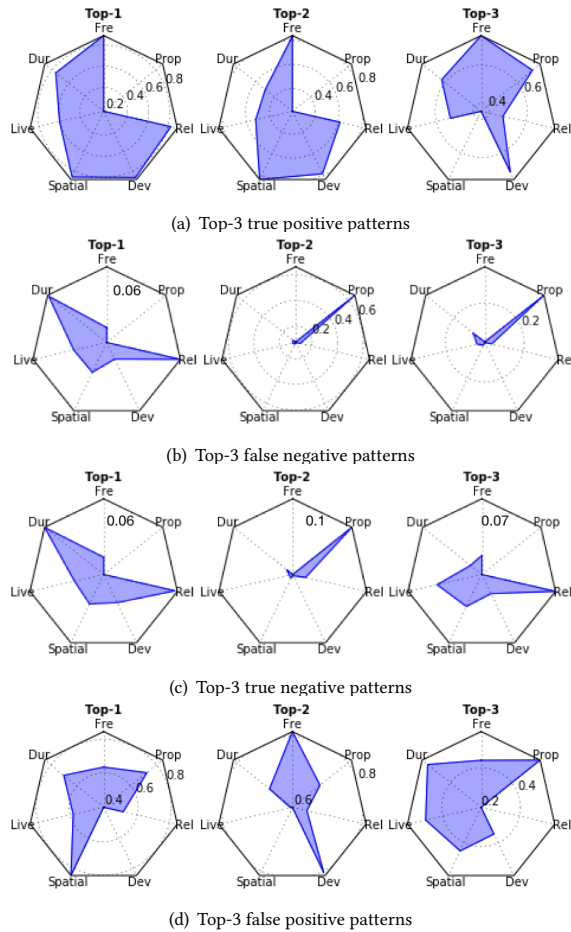 Top-1 Top-2 Top-3
Fre Fre Fre
Dur Prop Dur Prop Dur Prop
0.2 0.4 0.6 0.8 0.4 0.6 0.8 0.4
Live Rel Live Rel Live Rel
Spatial Dev Spatial Dev Spatial Dev
(a) Top-3 true positive patterns
Top-1 Top-2 Top-3
Fre Fre Fre
Dur Prop Dur Prop Dur Prop
0.06 0.2 0.4 0.6 0.2
Live Rel Live Rel Live Rel
Spatial Dev Spatial Dev Spatial Dev
(b) Top-3 false negative patterns
Top-1 Top-2 Top-3
Fre Fre Fre
0.06 0.1 0.07
Dur Prop Dur Prop Dur Prop
Live Rel Live Rel Live Rel
Spatial Dev Spatial Dev Spatial Dev
(c) Top-3 true negative patterns
Top-1 Top-2 Top-3
Fre Fre Fre
Dur Prop Dur Prop Dur Prop
0.4 0.6 0.8 0.6 0.8 0.2 0.4
Live Rel Live Rel Live Rel
Spatial Dev Spatial Dev Spatial Dev
(d) Top-3 false positive patterns